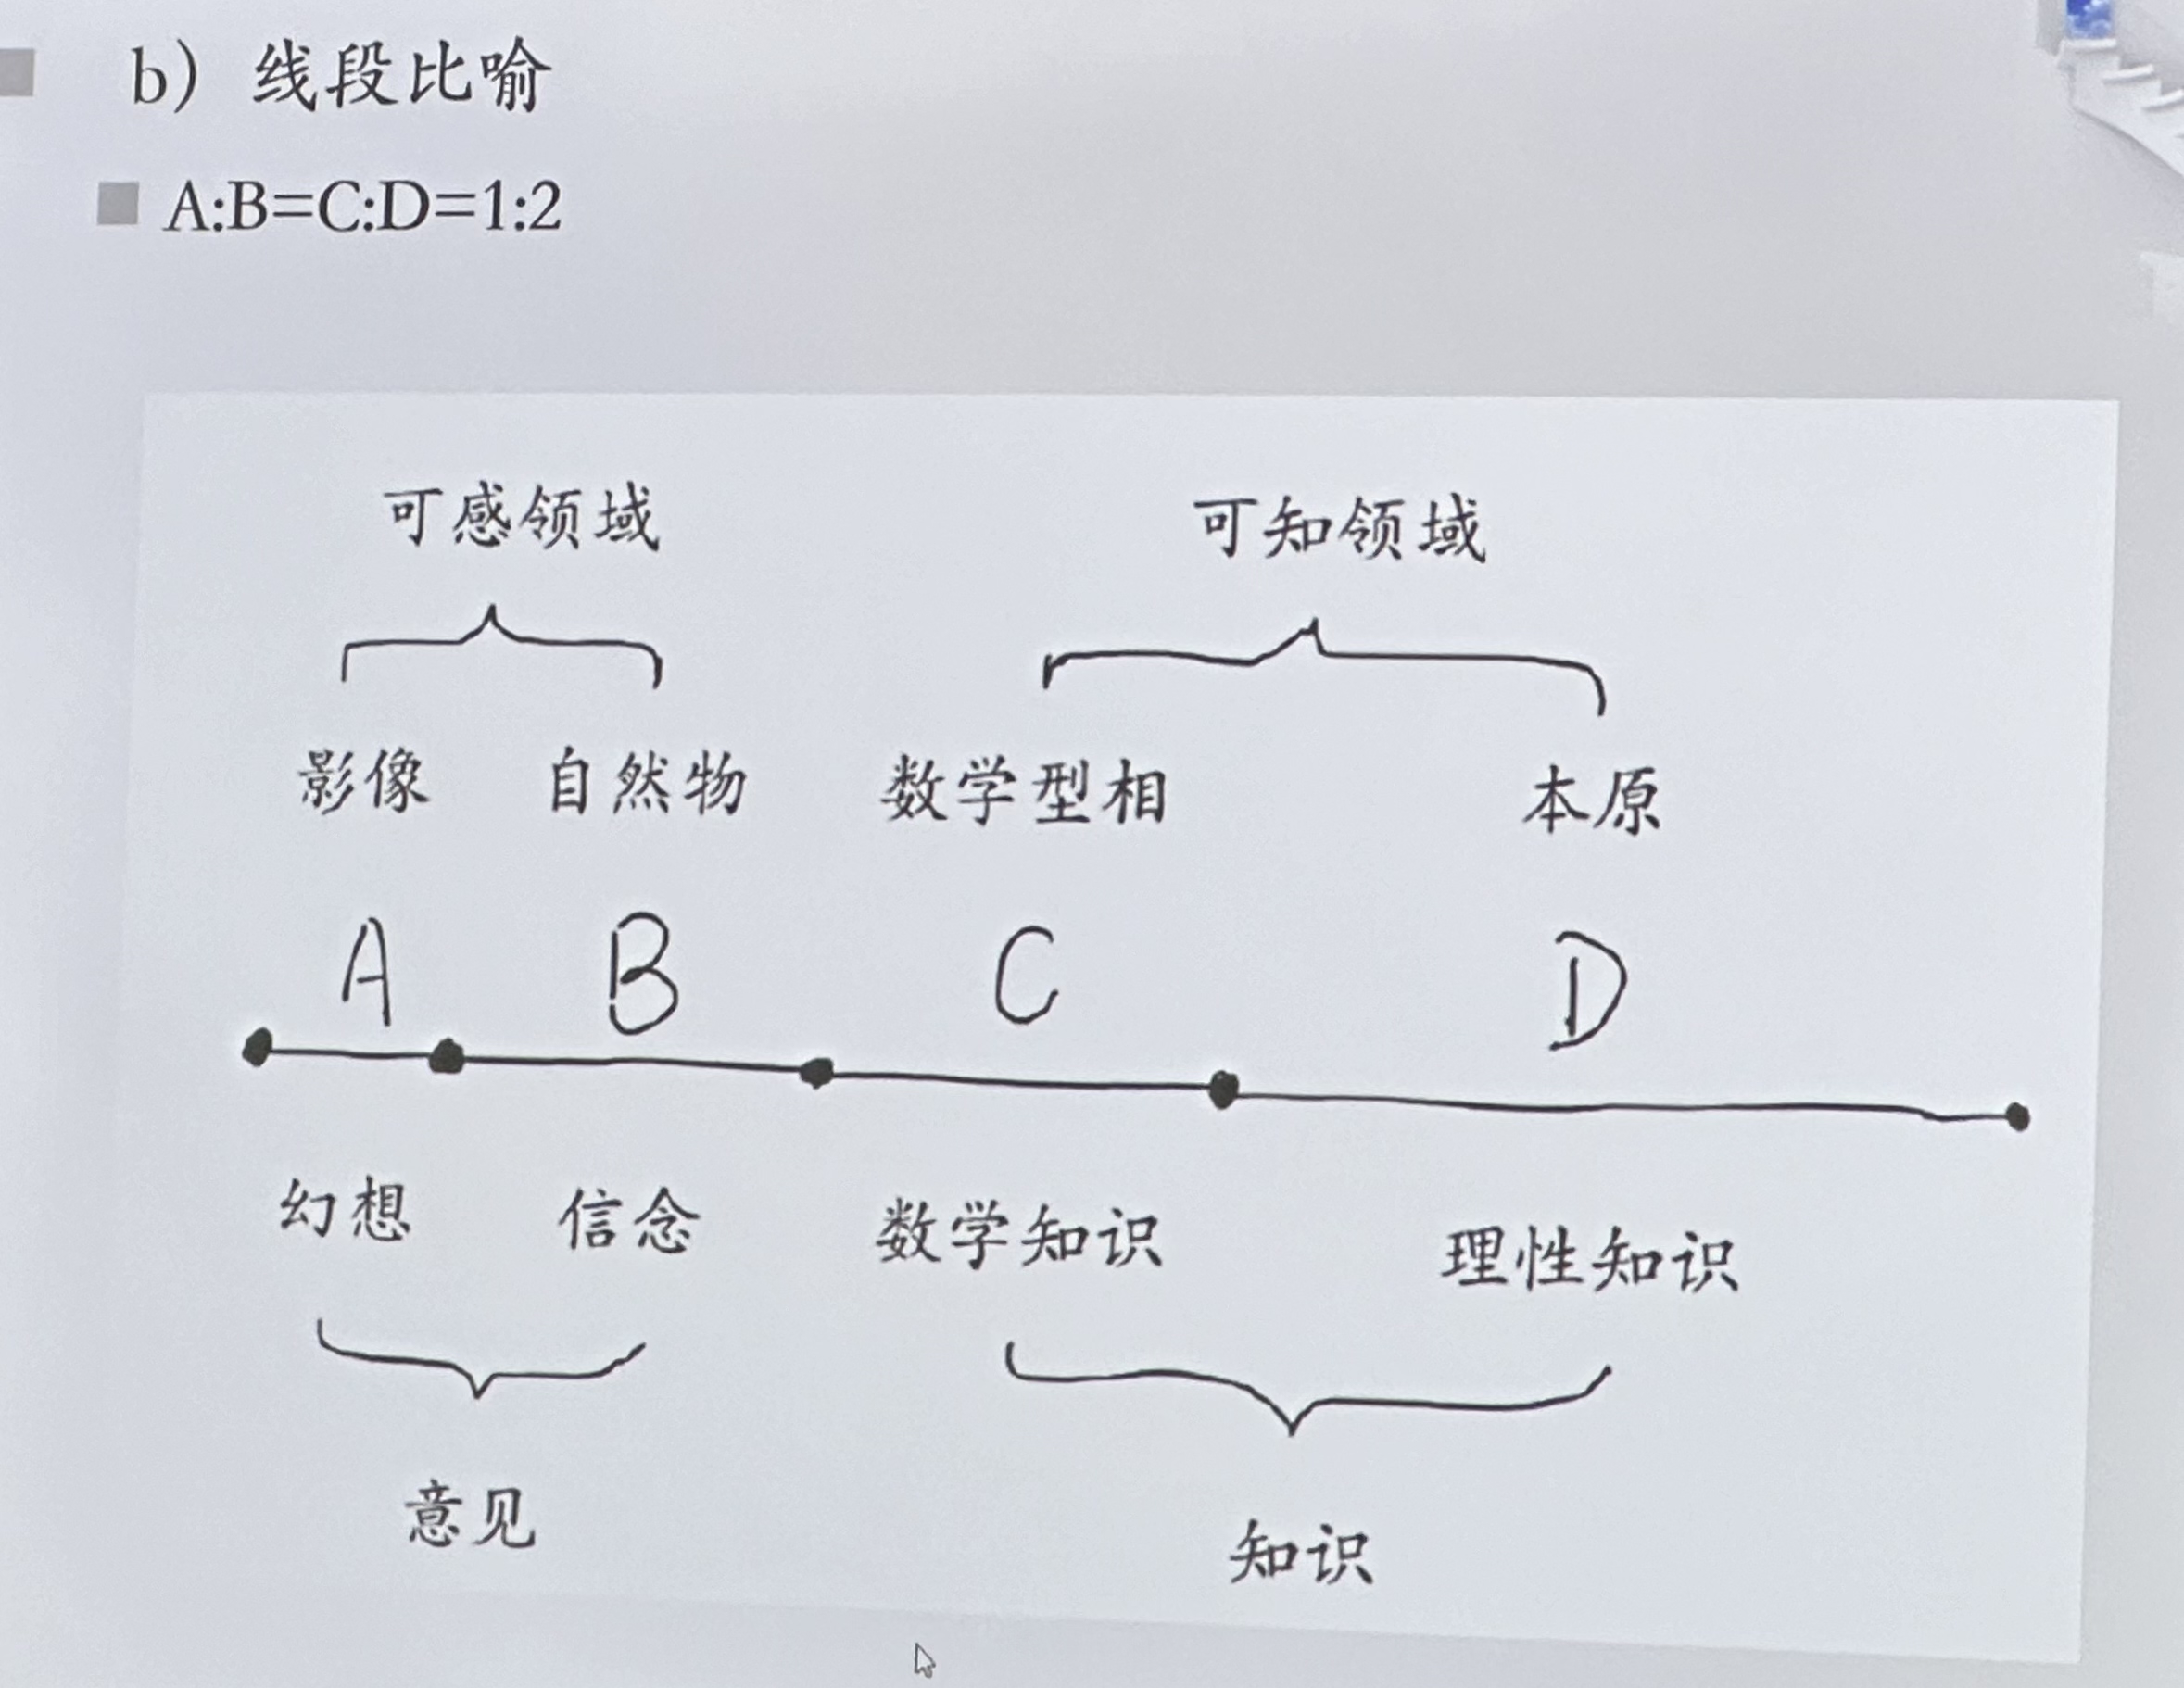 b）线段比喻
A:B=C:D=1:2
可感领域 可知领域
影像 自然物 数学型相 本原
A B C D
幻想 信念 数学知识 理性知识
意见 知识